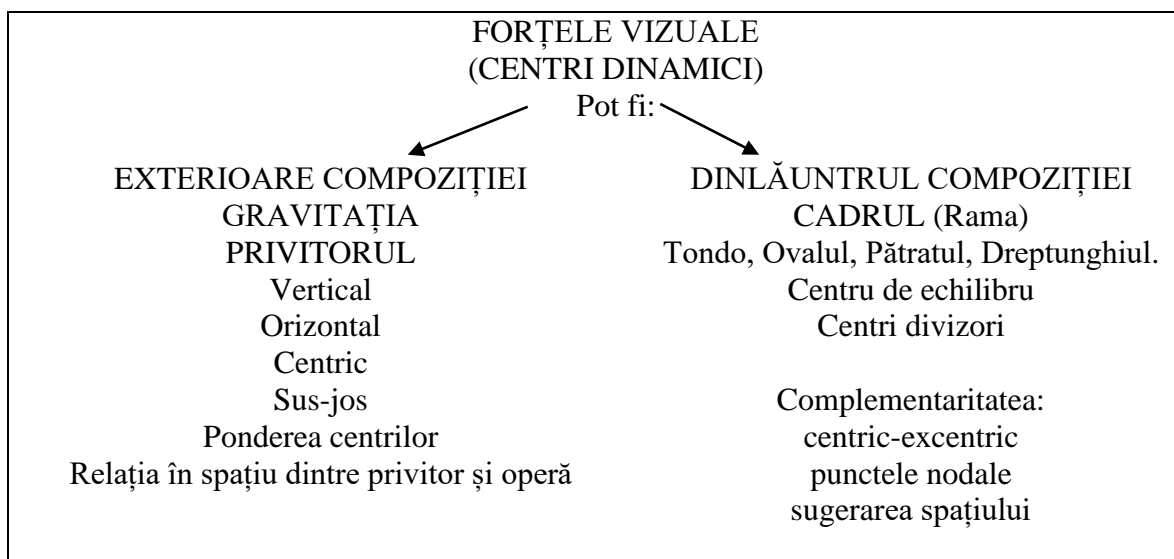 FORȚELE VIZUALE
(CENTRI DINAMICI)
Pot fi:
EXTERIOARE COMPOZIȚIEI
GRAVITAȚIA
PRIVITORUL
Vertical
Orizontal
Centric
Sus-jos
Ponderea centrilor
Relația în spațiu dintre privitor și operă
DINLĂUNTRUL COMPOZIȚIEI
CADRUL (Rama)
Tondo, Ovalul, Pătratul, Dreptunghiul.
Centru de echilibru
Centri divizori
Complementaritatea:
centric-excentric
punctele nodale
sugerarea spațiului